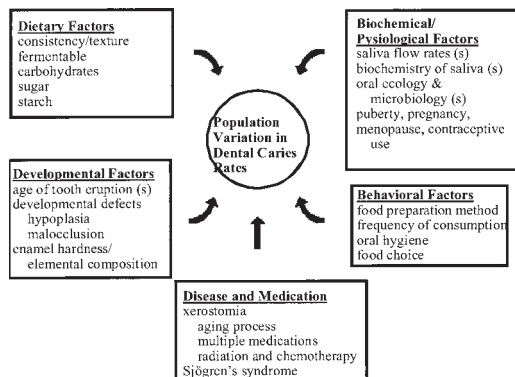 Dietary Factors
consistency/texture
fermentable
carbohydrates
sugar
starch
Biochemical/
Pysiological Factors
saliva flow rates (s)
biochemistry of saliva (s)
oral ecology &
microbiology (s)
puberty, pregnancy,
menopause, contraceptive
use
Population
Variation in
Dental Caries
Rates
Developmental Factors
age of tooth eruption (s)
developmental defects
hypoplasia
malocclusion
enamel hardness/
elemental composition
Behavioral Factors
food preparation method
frequency of consumption
oral hygiene
food choice
Disease and Medication
xerostomia
aging process
multiple medications
radiation and chemotherapy
Sjögren's syndrome